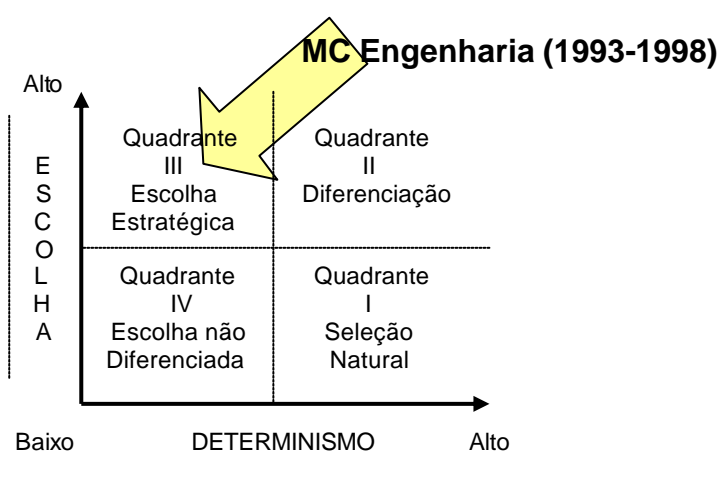 MC Engenharia (1993-1998)
Alto
E
S
C
O
L
H
A
Quadrante
III
Escolha
Estratégica
Quadrante
II
Diferenciação
Quadrante
IV
Escolha não
Diferenciada
Quadrante
I
Seleção
Natural
Baixo DETERMINISMO Alto